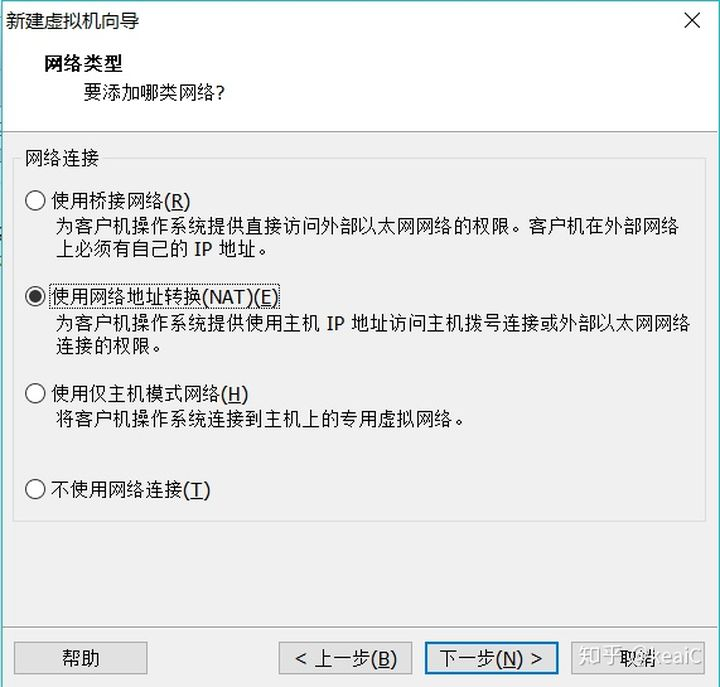 新建虚拟机向导
网络类型
要添加哪类网络?
网络连接
使用桥接网络(R)
为客户机操作系统提供直接访问外部以太网网络的权限。客户机在外部网络
上必须有自己的 IP 地址。
使用网络地址转换(NAT)(E)
为客户机操作系统提供使用主机 IP 地址访问主机拨号连接或外部以太网网络
连接的权限。
使用仅主机模式网络(H)
将客户机操作系统连接到主机上的专用虚拟网络。
不使用网络连接(T)
帮助
< 上一步(B)
下一步(N) >
取消
知乎 @keaiC